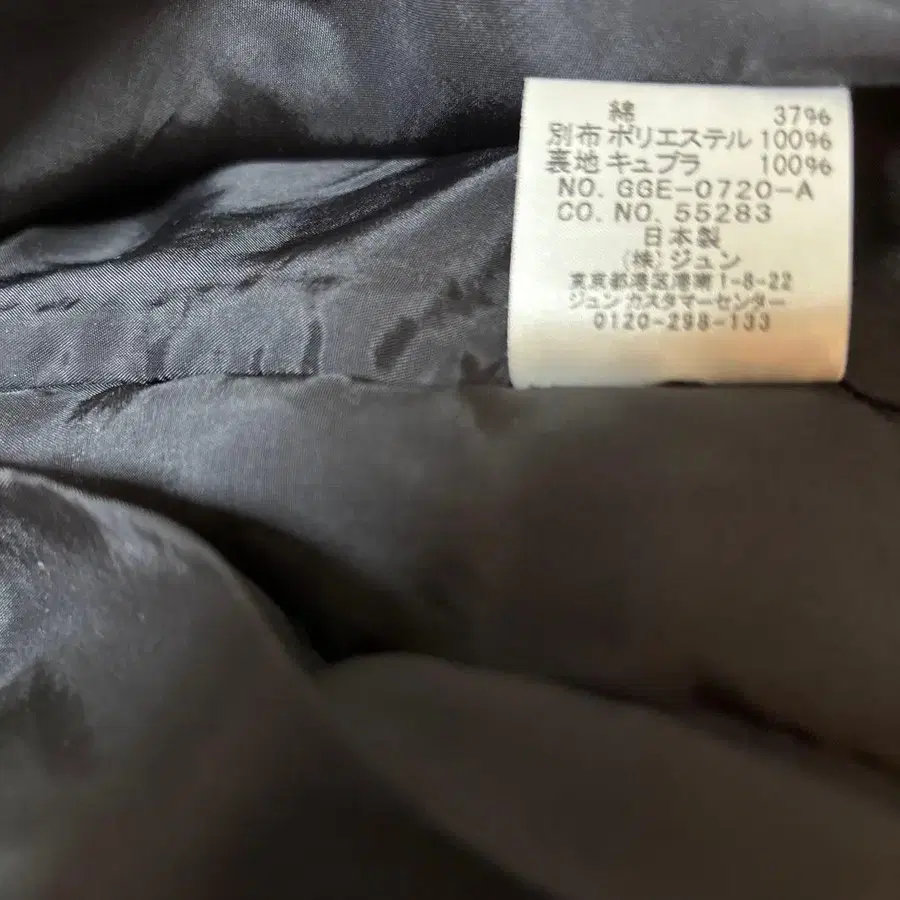 綿 37%
別布 ポリエステル 100%
表地 キュプラ 100%
NO. GGE-0720-A
CO. NO. 55283
日本製
(株)ジュン
東京都港区港南1-8-22
ジュン カスタマーセンター
0120-298-133